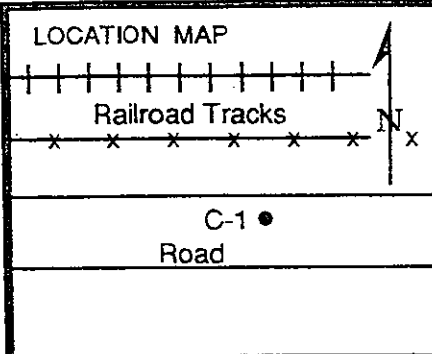 LOCATION MAP
Railroad Tracks
N
x x x x x x x
C-1
Road